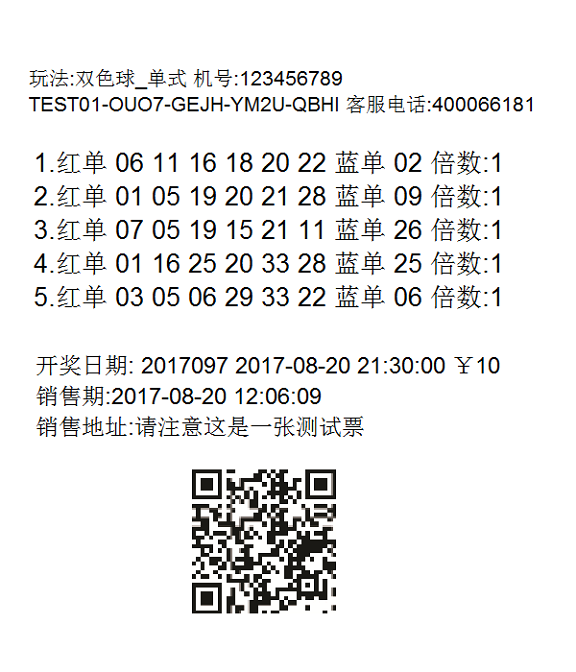 玩法:双色球_单式 机号:123456789
TEST01-OUO7-GEJH-YM2U-QBHI 客服电话:400066181
1.红单 06 11 16 18 20 22 蓝单 02 倍数:1
2.红单 01 05 19 20 21 28 蓝单 09 倍数:1
3.红单 07 05 19 15 21 11 蓝单 26 倍数:1
4.红单 01 16 25 20 33 28 蓝单 25 倍数:1
5.红单 03 05 06 29 33 22 蓝单 06 倍数:1
开奖日期: 2017097 2017-08-20 21:30:00 ￥10
销售期:2017-08-20 12:06:09
销售地址:请注意这是一张测试票